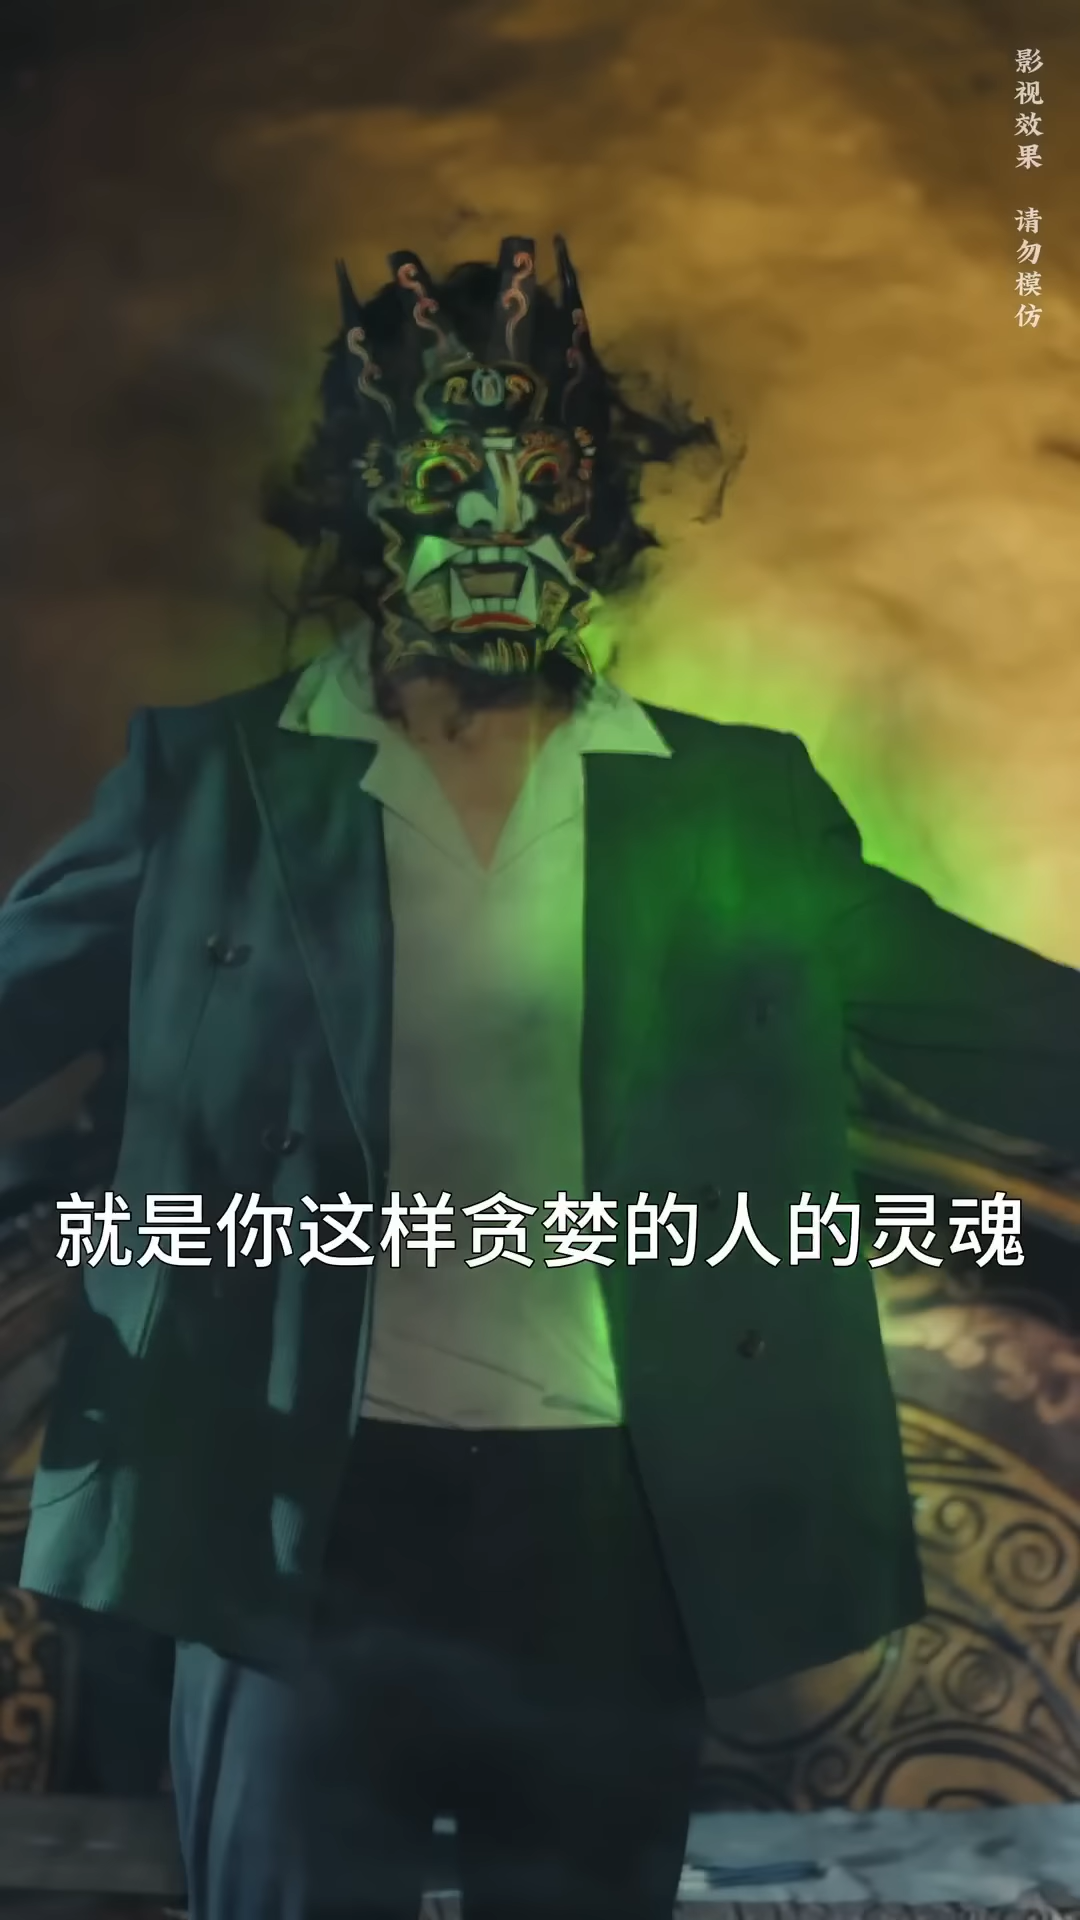 影视效果 请勿模仿
就是你这样贪婪的人的灵魂